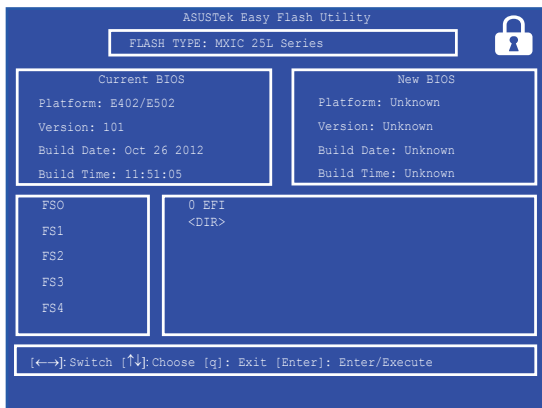 ASUSTek Easy Flash Utility
FLASH TYPE: MXIC 25L Series
Current BIOS
Platform: E402/E502
Version: 101
Build Date: Oct 26 2012
Build Time: 11:51:05
New BIOS
Platform: Unknown
Version: Unknown
Build Date: Unknown
Build Time: Unknown
FSO
FS1
FS2
FS3
FS4
0 EFI
<DIR>
[←→]: Switch [↑↓]: Choose [q]: Exit [Enter]: Enter/Execute